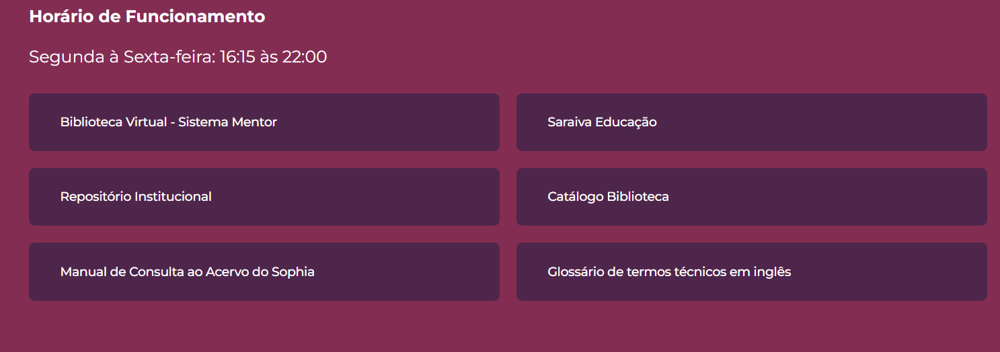 Horário de Funcionamento
Segunda à Sexta-feira: 16:15 às 22:00
Biblioteca Virtual - Sistema Mentor
Saraiva Educação
Repositório Institucional
Catálogo Biblioteca
Manual de Consulta ao Acervo do Sophia
Glossário de termos técnicos em inglês